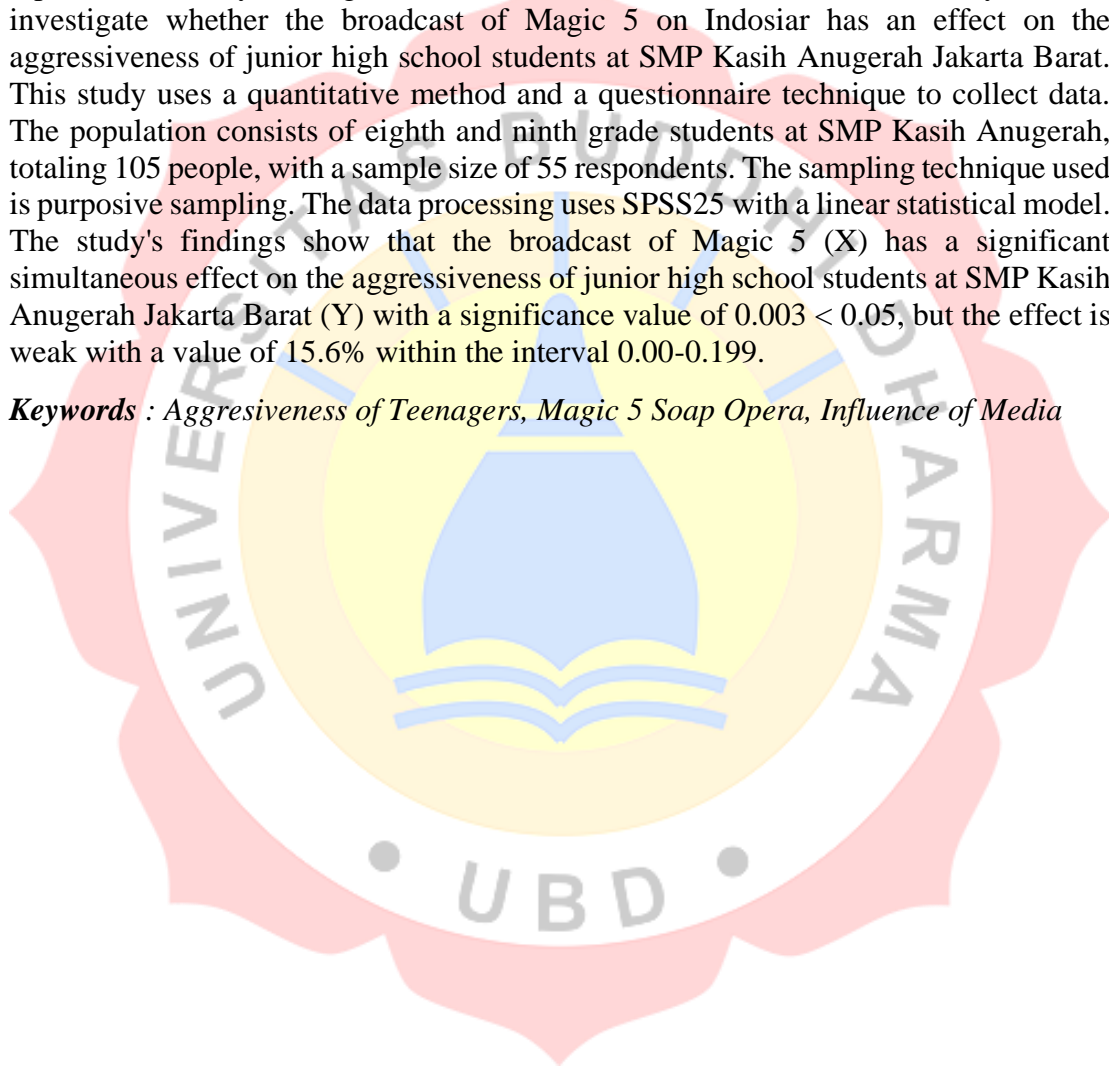 investigate whether the broadcast of Magic 5 on Indosiar has an effect on the
aggressiveness of junior high school students at SMP Kasih Anugerah Jakarta Barat.
This study uses a quantitative method and a questionnaire technique to collect data.
The population consists of eighth and ninth grade students at SMP Kasih Anugerah,
totaling 105 people, with a sample size of 55 respondents. The sampling technique used
is purposive sampling. The data processing uses SPSS25 with a linear statistical model.
The study's findings show that the broadcast of Magic 5 (X) has a significant
simultaneous effect on the aggressiveness of junior high school students at SMP Kasih
Anugerah Jakarta Barat (Y) with a significance value of 0.003 < 0.05, but the effect is
weak with a value of 15.6% within the interval 0.00-0.199.
Keywords : Aggresiveness of Teenagers, Magic 5 Soap Opera, Influence of Media
UNIVERSITAS BUDDHI DHARMA
• UBD •